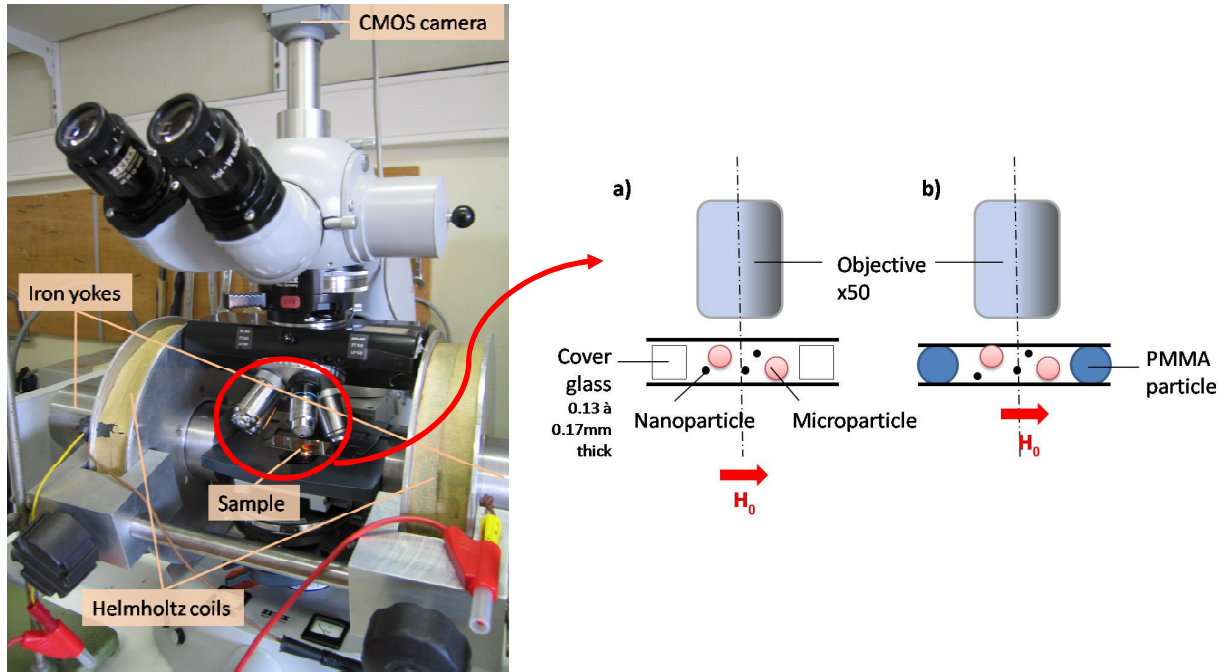 CMOS camera
Iron yokes
Sample
Helmholtz coils
a)
b)
Objective
x50
Cover
glass
0.13 à
0.17mm
thick
Nanoparticle
Microparticle
PMMA
particle
H0
H0